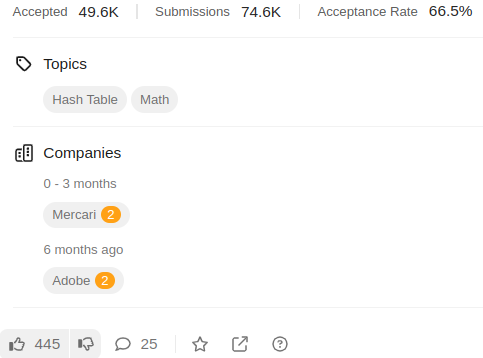 Accepted 49.6K Submissions 74.6K Acceptance Rate 66.5%
Topics
Hash Table Math
Companies
0 - 3 months
Mercari 2
6 months ago
Adobe 2
445 25